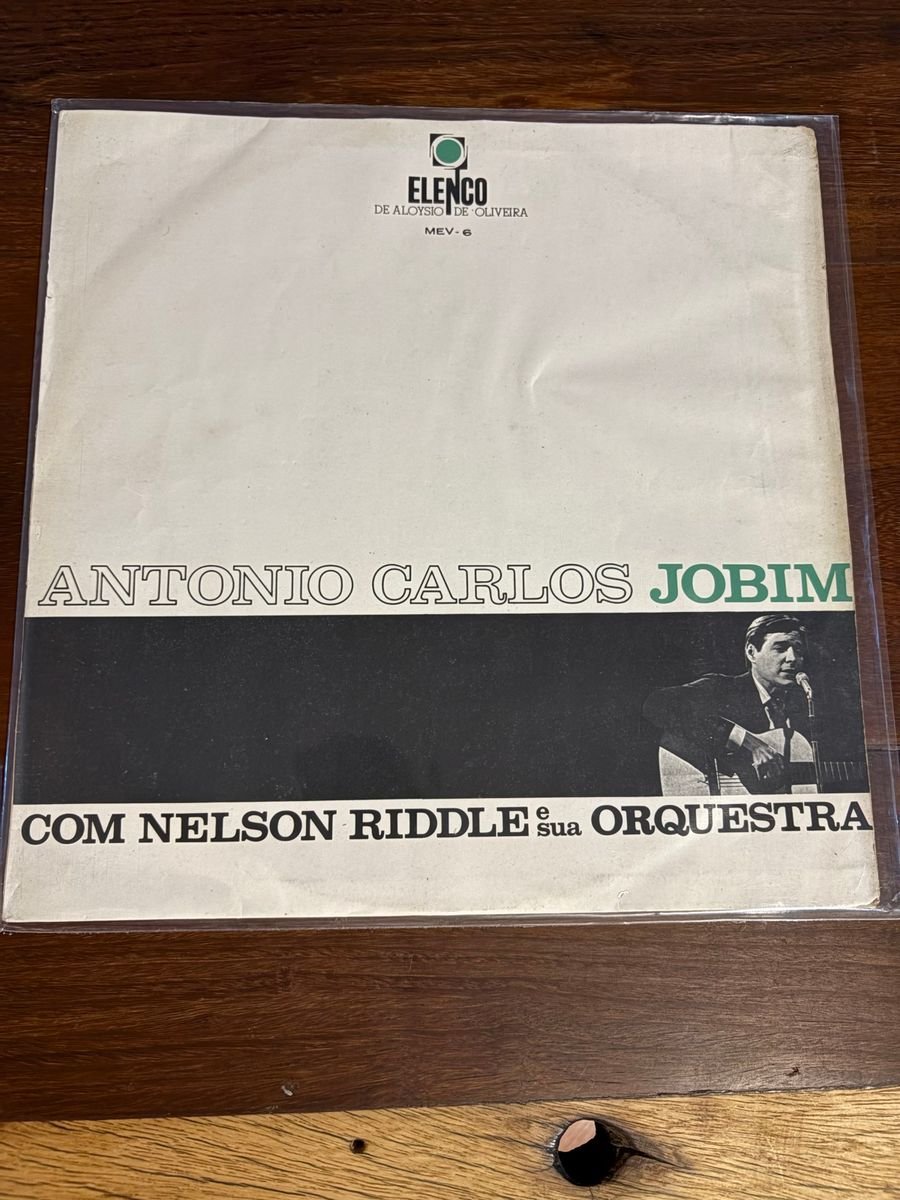 ELENCO
DE ALOYSIO DE OLIVEIRA
MEV-6
ANTONIO CARLOS JOBIM
COM NELSON RIDDLE e sua ORQUESTRA